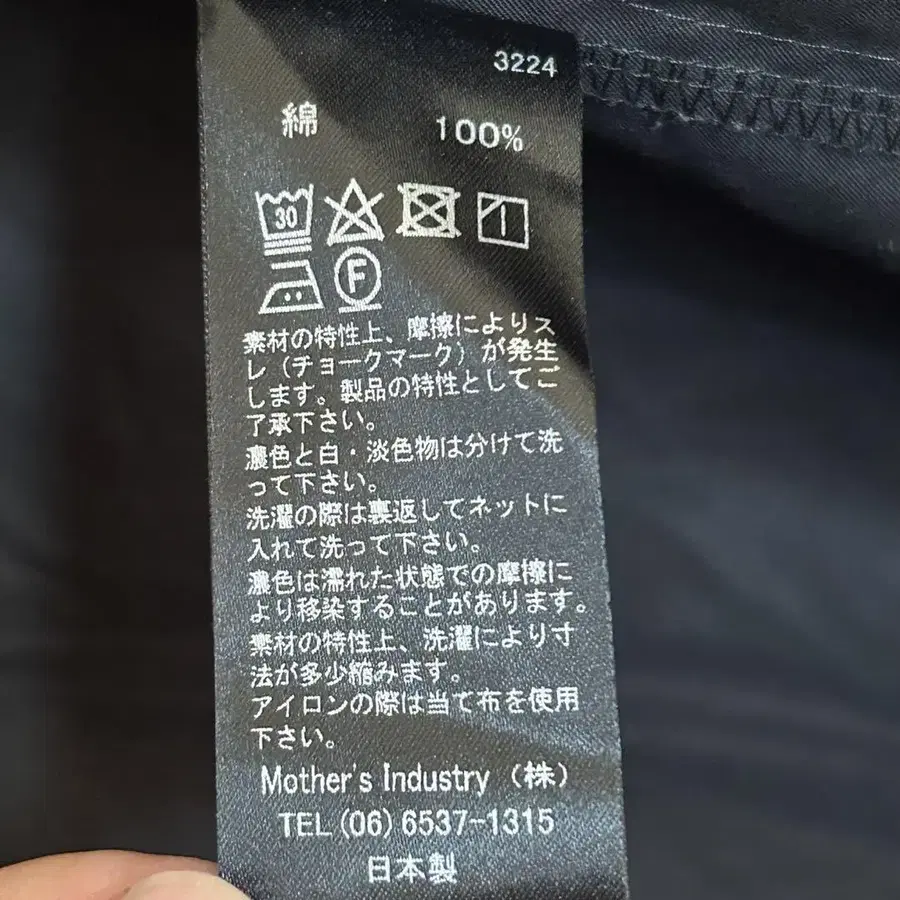 3224
綿 100%
30
F
素材の特性上、摩擦によりス
レ（チョークマーク）が発生
します。製品の特性としてご
了承下さい。
濃色と白・淡色物は分けて洗
って下さい。
洗濯の際は裏返してネットに
入れて洗って下さい。
濃色は濡れた状態での摩擦に
より移染することがあります。
素材の特性上、洗濯により寸
法が多少縮みます。
アイロンの際は当て布を使用
下さい。
Mother's Industry （株）
TEL(06)6537-1315
日本製